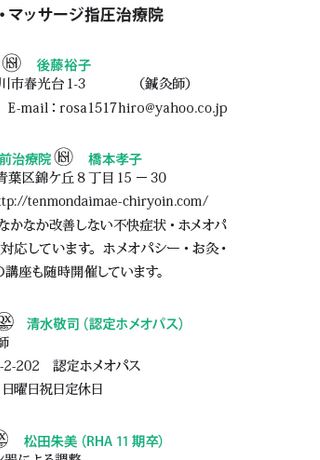 ・マッサージ指圧治療院
後藤裕子
川市春光台1-3　（鍼灸師）
E-mail：rosa1517hiro@yahoo.co.jp
前治療院 橋本孝子
青葉区錦ケ丘８丁目15 － 30
ttp://tenmondaimae-chiryoin.com/
なかなか改善しない不快症状・ホメオパ
対応しています。ホメオパシー・お灸・
の講座も随時開催しています。
清水敬司（認定ホメオパス）
師
-2-202　認定ホメオパス
日曜日祝日定休日
松田朱美（RHA 11期卒）